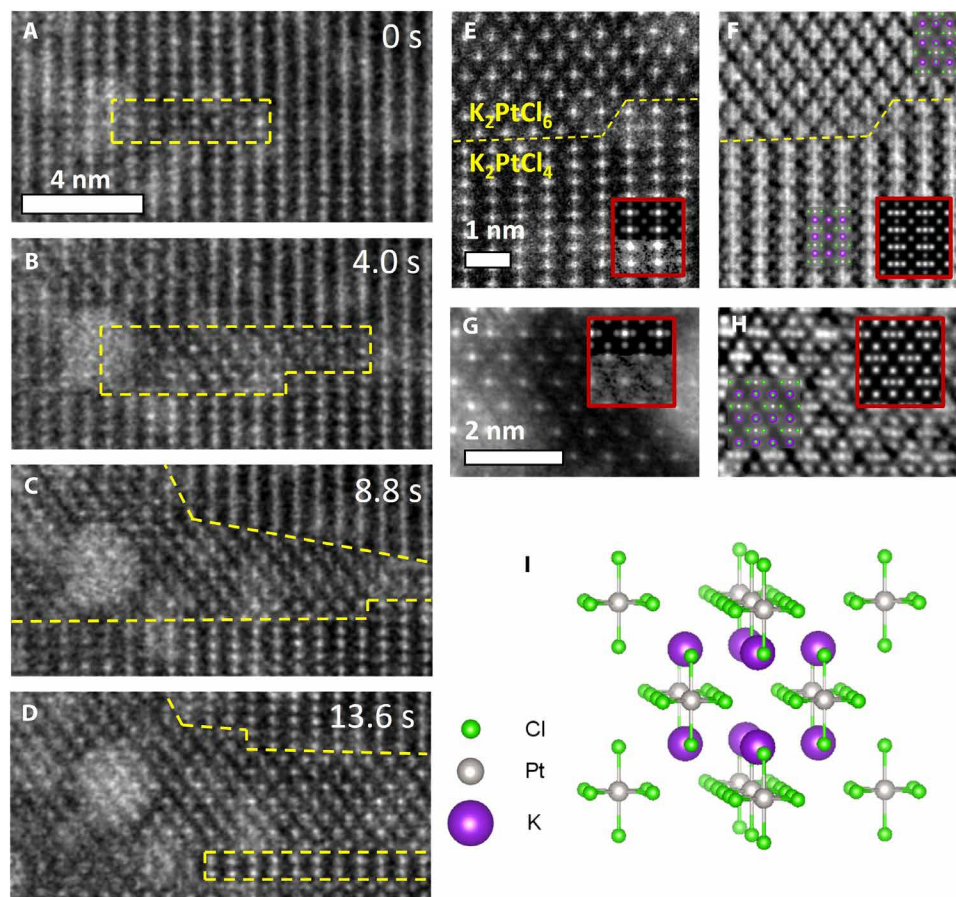 A
0 s
4 nm
B
4.0 s
C
8.8 s
D
13.6 s
E
K₂PtCl₆
K₂PtCl₄
1 nm
F
G
2 nm
H
I
Cl
Pt
K